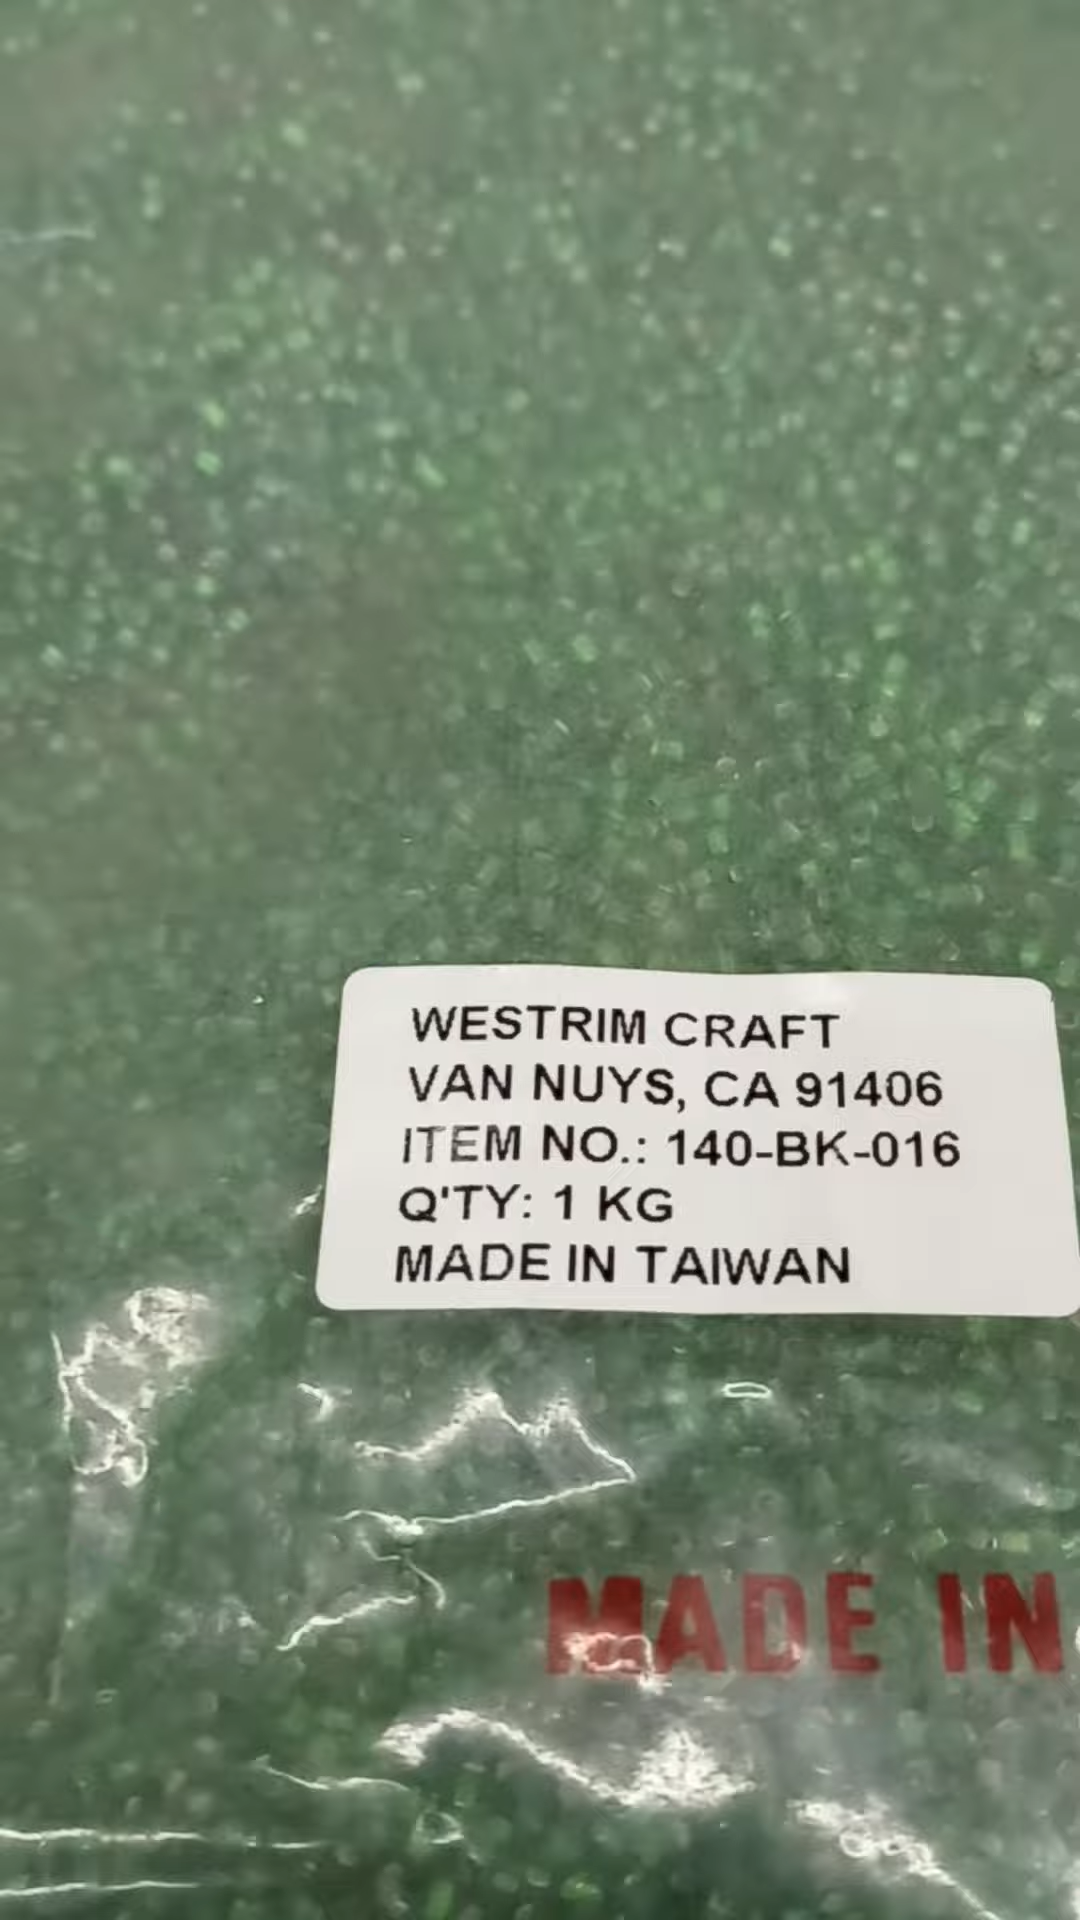 WESTRIM CRAFT
VAN NUYS, CA 91406
ITEM NO.: 140-BK-016
Q'TY: 1 KG
MADE IN TAIWAN
MADE IN